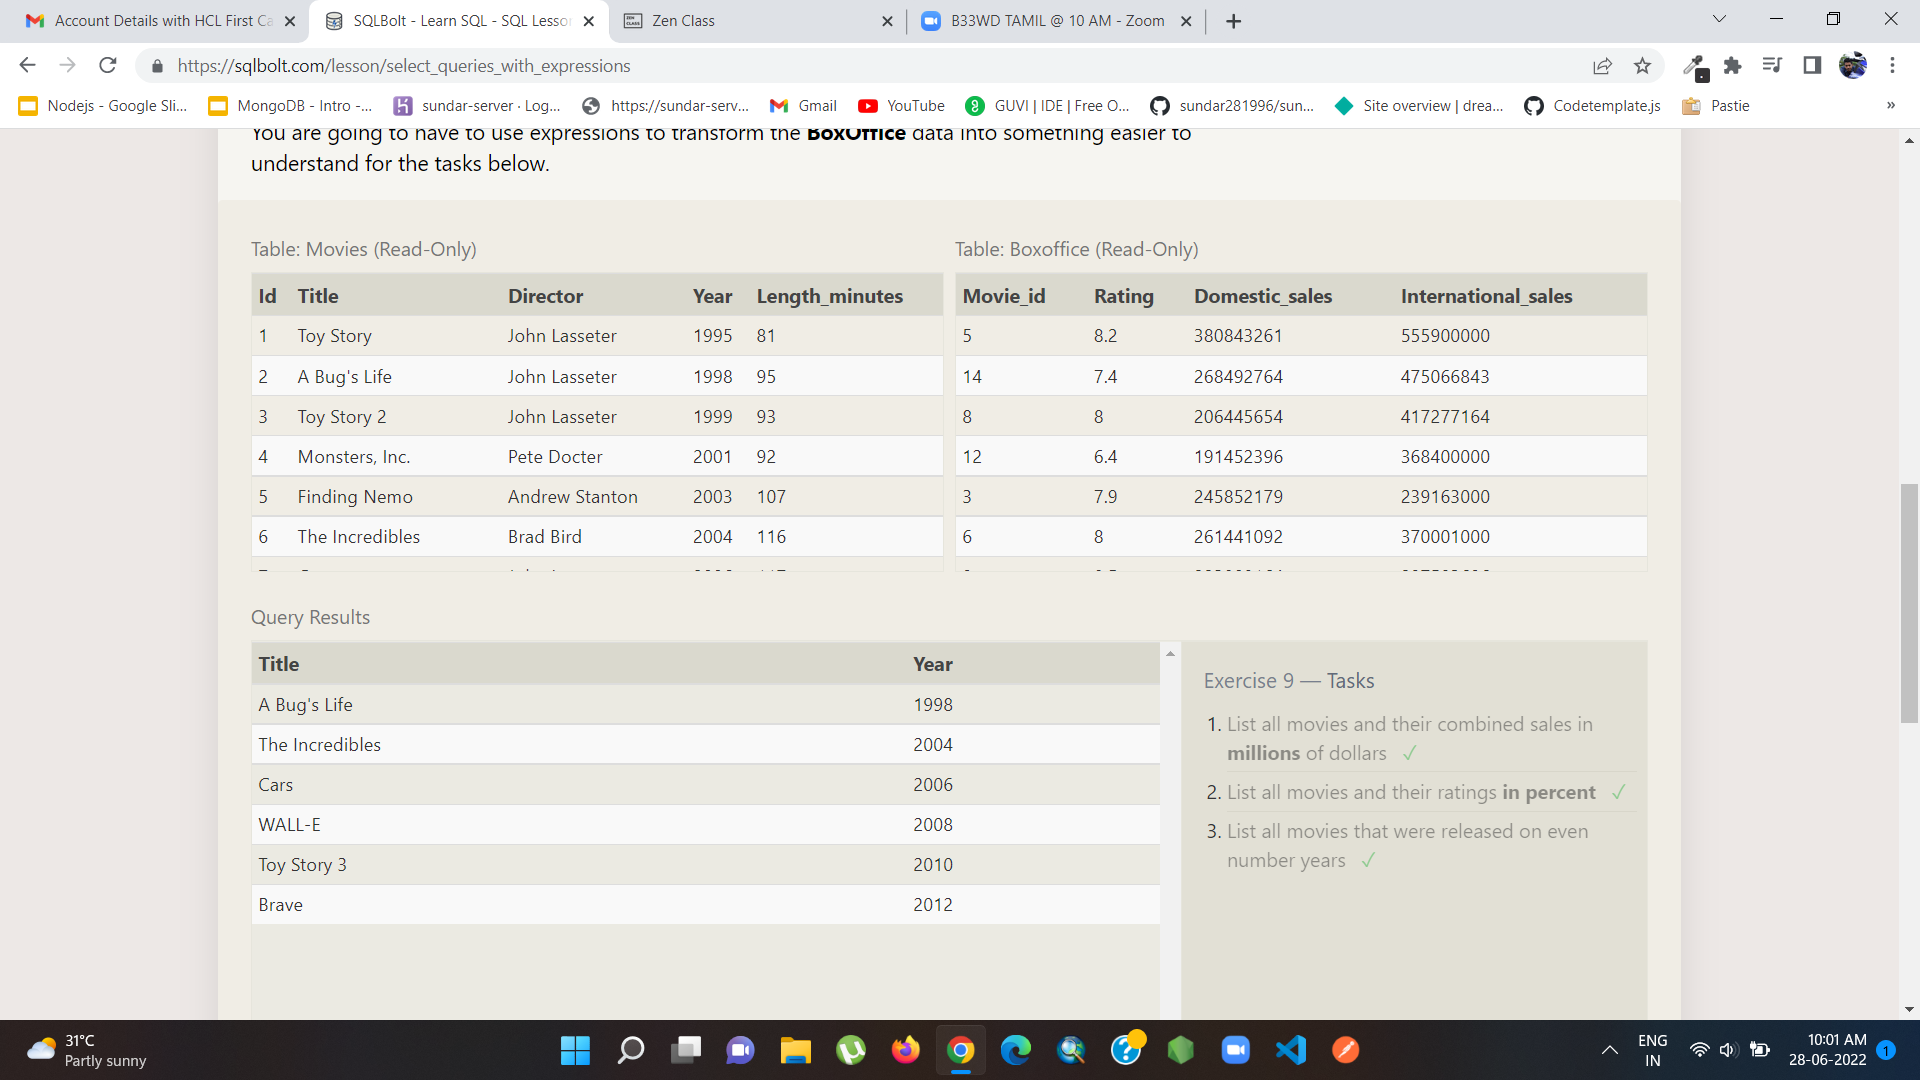 Account Details with HCL First Ca
SQLBolt - Learn SQL - SQL Lesson
Zen Class
B33WD TAMIL @ 10 AM - Zoom
https://sqlbolt.com/lesson/select_queries_with_expressions
Nodejs - Google Sli...
MongoDB - Intro -...
sundar-server · Log...
https://sundar-serv...
Gmail
YouTube
GUVI | IDE | Free O...
sundar281996/sun...
Site overview | drea...
Codetemplate.js
Pastie
»
You are going to have to use expressions to transform the BoxOffice data into something easier to
understand for the tasks below.
Table: Movies (Read-Only)
Id Title Director Year Length_minutes
1 Toy Story John Lasseter 1995 81
2 A Bug's Life John Lasseter 1998 95
3 Toy Story 2 John Lasseter 1999 93
4 Monsters, Inc. Pete Docter 2001 92
5 Finding Nemo Andrew Stanton 2003 107
6 The Incredibles Brad Bird 2004 116
Table: Boxoffice (Read-Only)
Movie_id Rating Domestic_sales International_sales
5 8.2 380843261 555900000
14 7.4 268492764 475066843
8 8 206445654 417277164
12 6.4 191452396 368400000
3 7.9 245852179 239163000
6 8 261441092 370001000
Query Results
Title Year
A Bug's Life 1998
The Incredibles 2004
Cars 2006
WALL-E 2008
Toy Story 3 2010
Brave 2012
Exercise 9 — Tasks
1. List all movies and their combined sales in
millions of dollars ✓
2. List all movies and their ratings in percent ✓
3. List all movies that were released on even
number years ✓
31°C
Partly sunny
ENG
IN
10:01 AM
28-06-2022
1